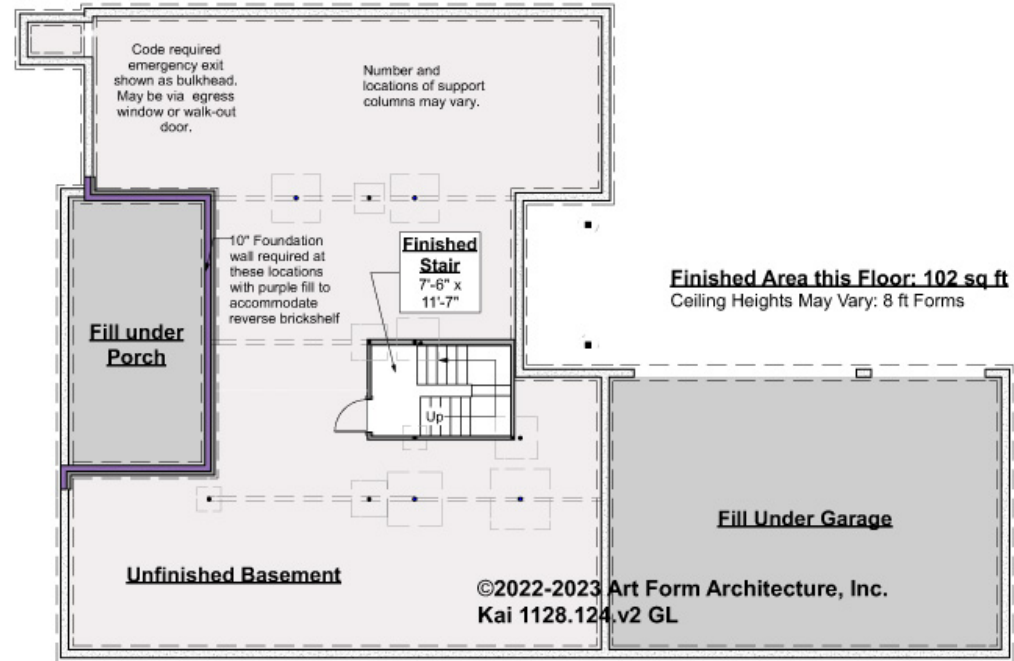 Code required
emergency exit
shown as bulkhead.
May be via egress
window or walk-out
door.
Number and
locations of support
columns may vary.
10" Foundation
wall required at
these locations
with purple fill to
accommodate
reverse brickshelf
Finished
Stair
7'-6" x
11'-7"
Finished Area this Floor: 102 sq ft
Ceiling Heights May Vary: 8 ft Forms
Fill under
Porch
Up
Fill Under Garage
Unfinished Basement
©2022-2023 Art Form Architecture, Inc.
Kai 1128.124.v2 GL